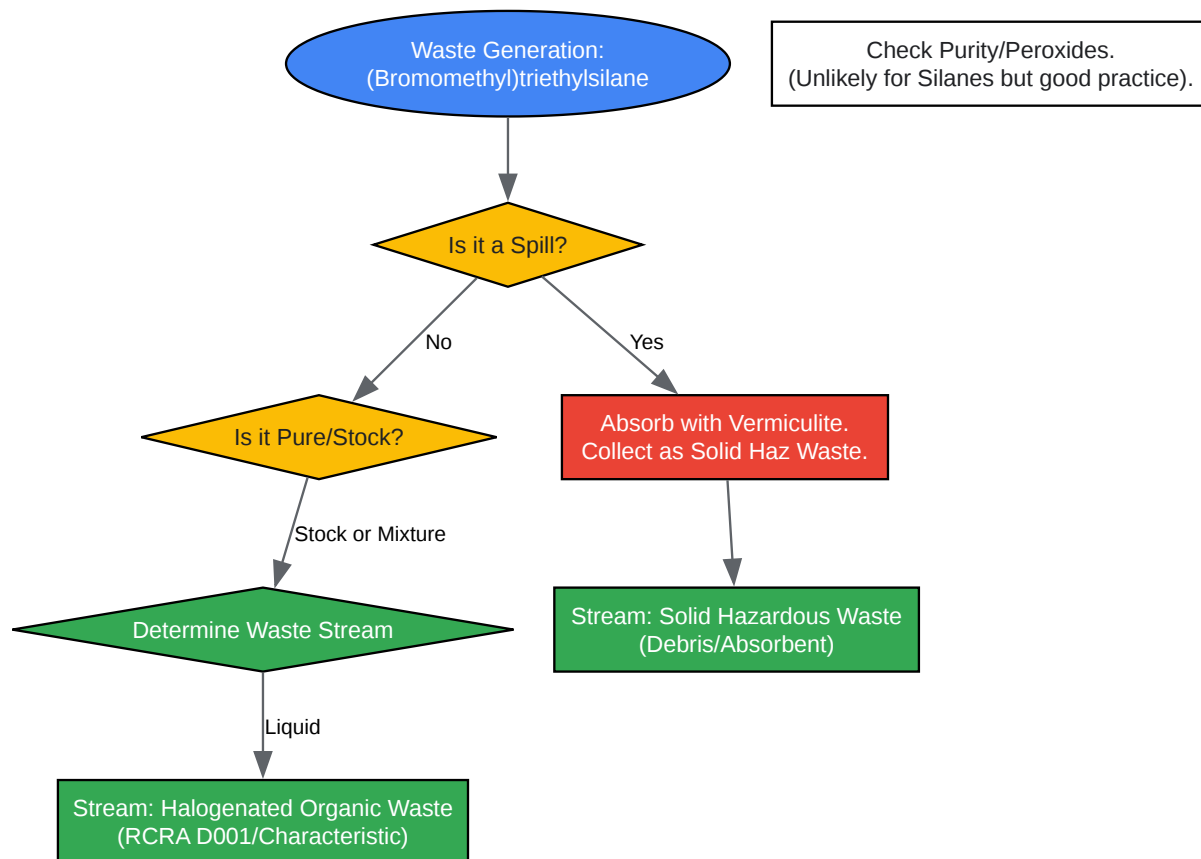 Waste Generation:
(Bromomethyl)triethylsilane
Check Purity/Peroxides.
(Unlikely for Silanes but good practice).
Is it a Spill?
No
Yes
Is it Pure/Stock?
Absorb with Vermiculite.
Collect as Solid Haz Waste.
Stock or Mixture
Determine Waste Stream
Stream: Solid Hazardous Waste
(Debris/Absorbent)
Liquid
Stream: Halogenated Organic Waste
(RCRA D001/Characteristic)